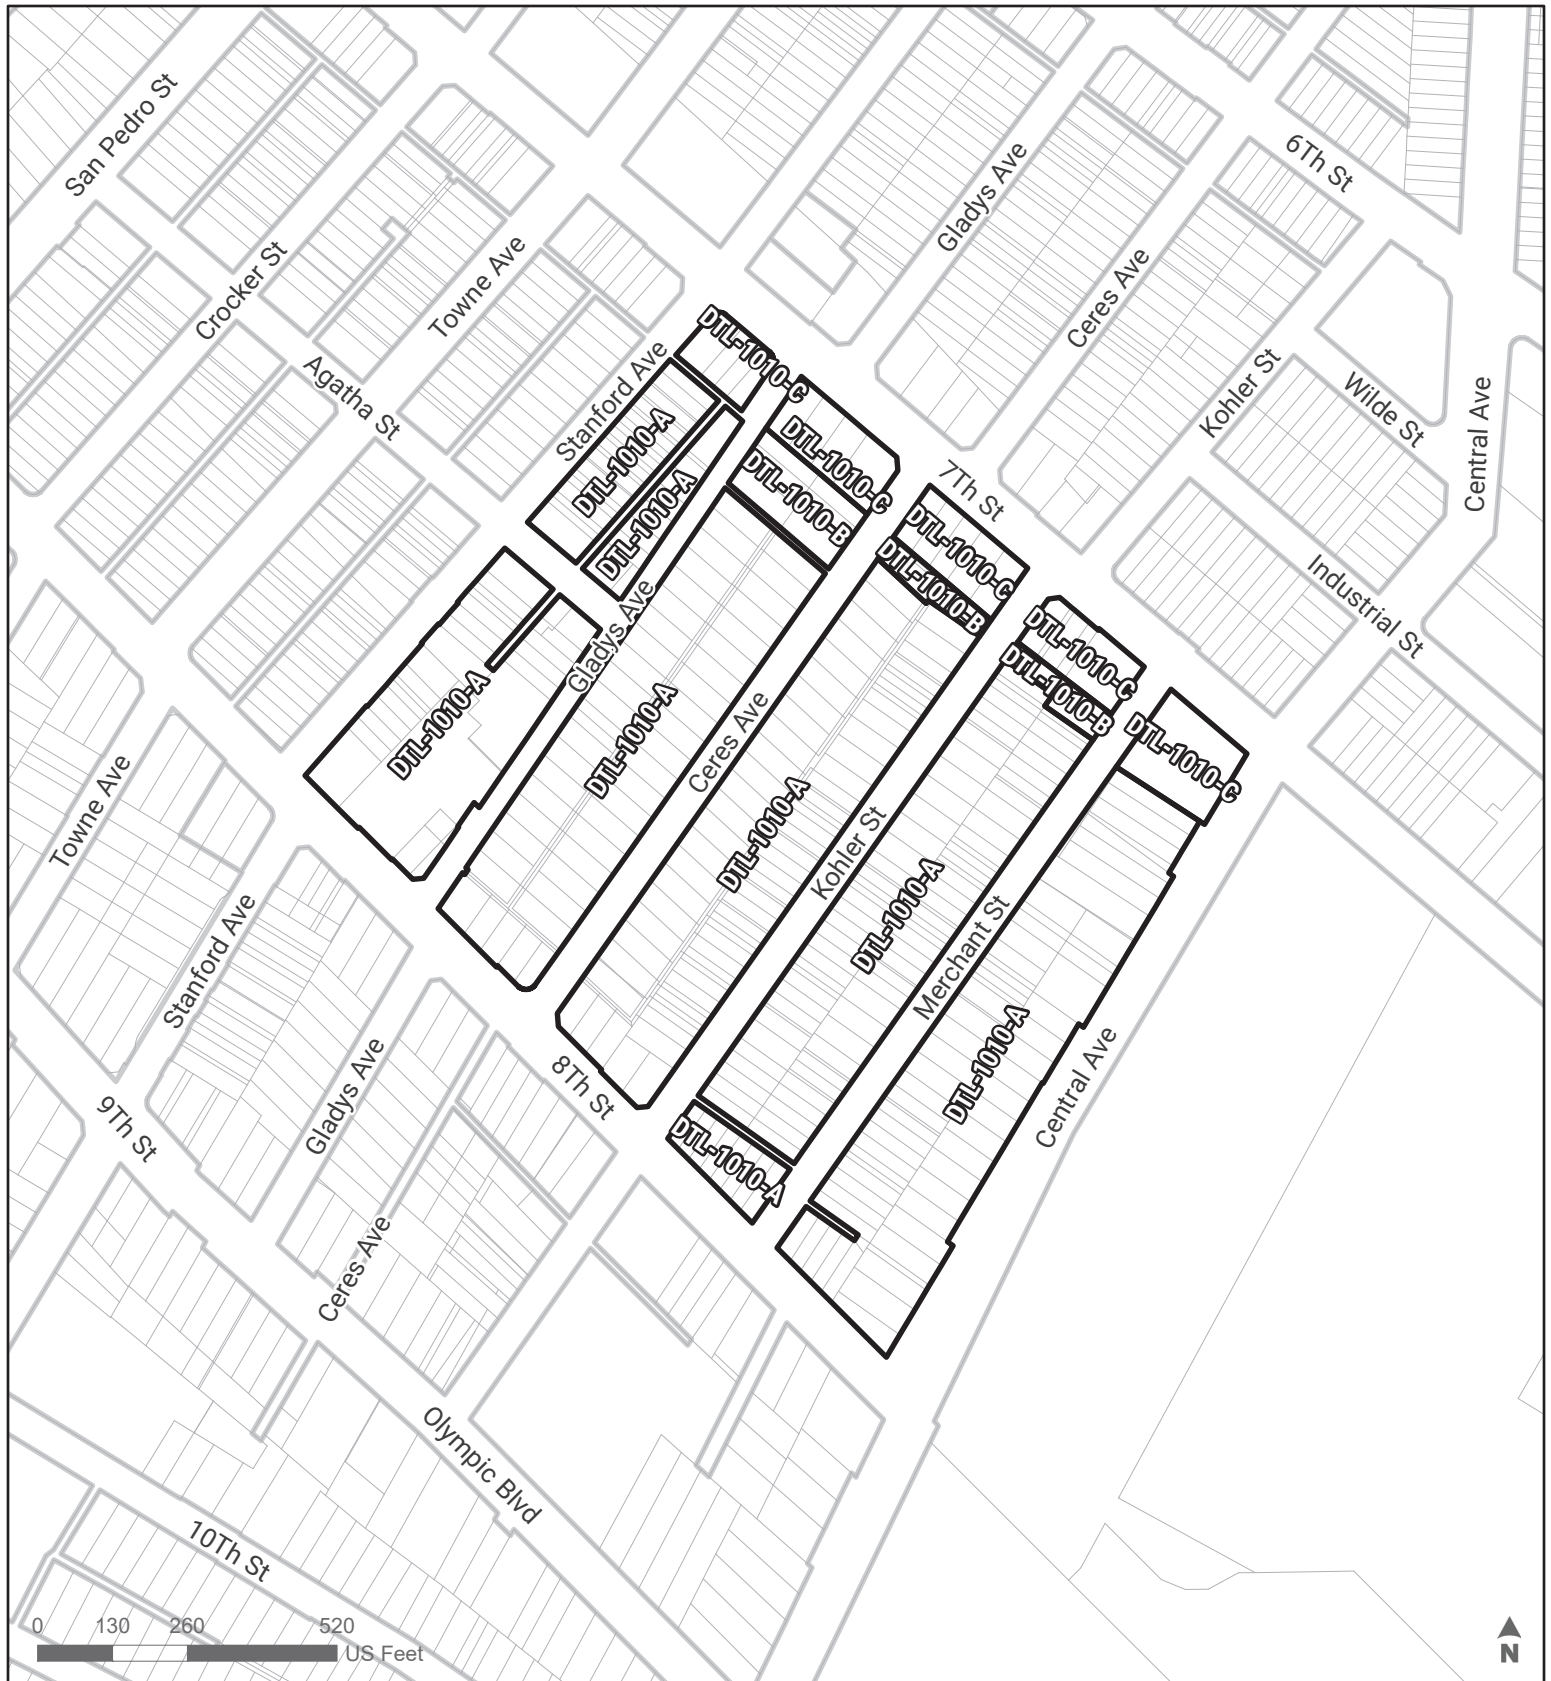 San Pedro St
6Th St
Gladys Ave
Crocker St
Towne Ave
Ceres Ave
Agatha St
Stanford Ave
Kohler St
Wilde St
Central Ave
7Th St
Industrial St
DTL-1010-C
DTL-1010-A
DTL-1010-A
DTL-1010-C
DTL-1010-B
DTL-1010-C
DTL-1010-B
DTL-1010-C
DTL-1010-B
DTL-1010-C
Gladys Ave
DTL-1010-A
DTL-1010-A
Ceres Ave
DTL-1010-A
Kohler St
DTL-1010-A
Merchant St
DTL-1010-A
Central Ave
DTL-1010-A
Towne Ave
Stanford Ave
Gladys Ave
8Th St
9Th St
Ceres Ave
Olympic Blvd
10Th St
0 130 260 520
US Feet
N